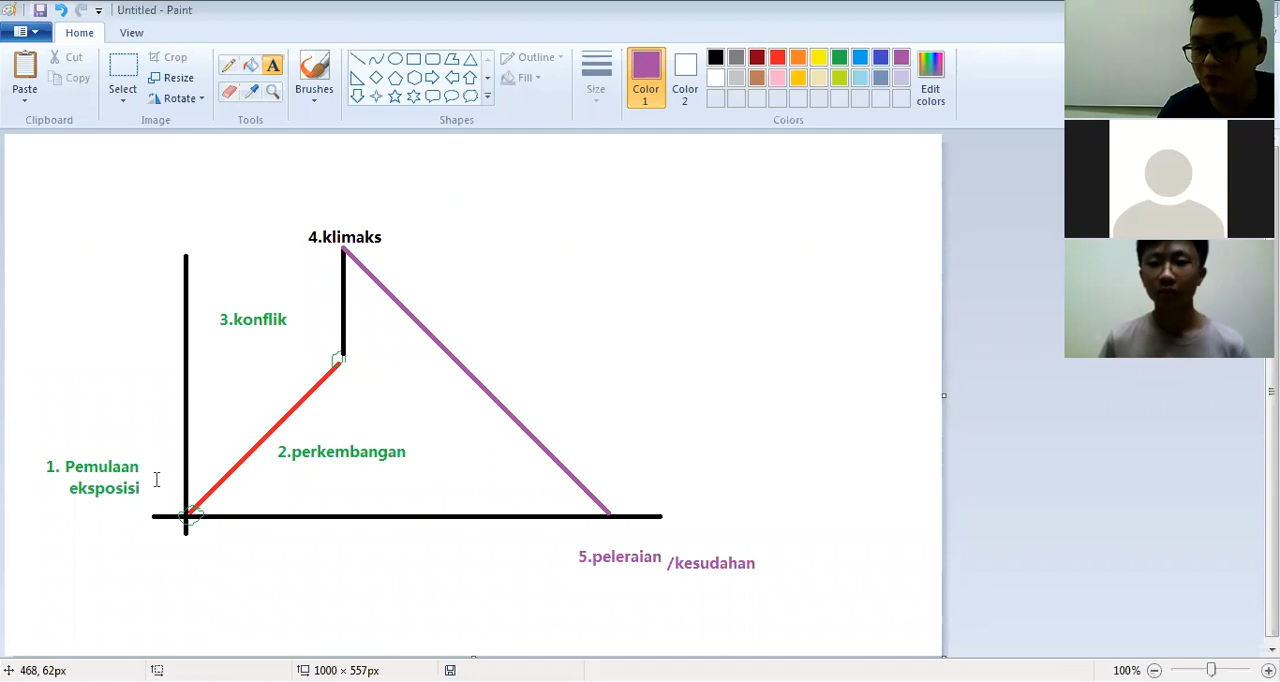 Untitled - Paint
Home
View
Paste
Cut
Copy
Clipboard
Select
Crop
Resize
Rotate
Image
A
Tools
Brushes
Outline
Fill
Shapes
Size
Color
1
Color
2
Edit
colors
Colors
4.klimaks
3.konflik
2.perkembangan
1. Pemulaan
eksposisi
5.peleraian /kesudahan
468, 62px
1000 × 557px
100%